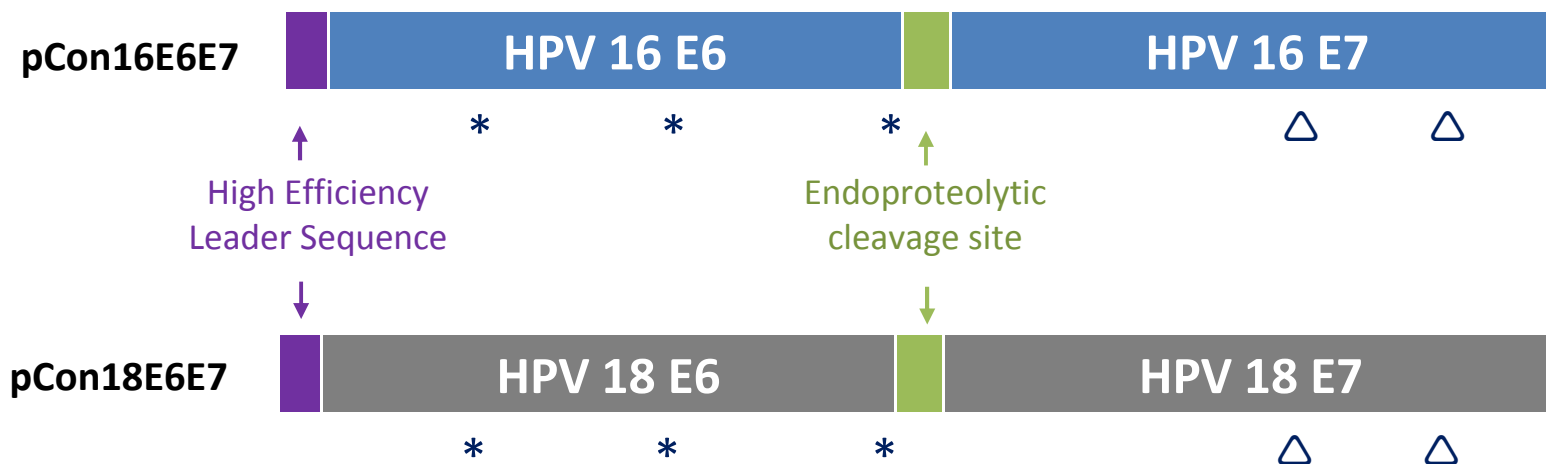 pCon16E6E7 HPV 16 E6 HPV 16 E7
* * * △ △
High Efficiency
Leader Sequence
Endoproteolytic
cleavage site
pCon18E6E7 HPV 18 E6 HPV 18 E7
* * * △ △